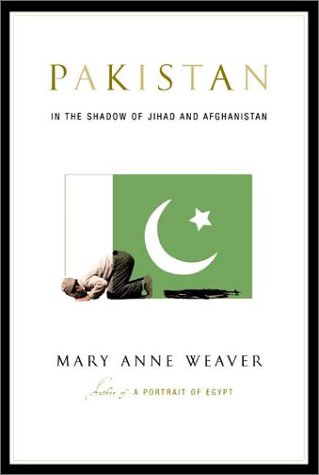 PAKISTAN
IN THE SHADOW OF JIHAD AND AFGHANISTAN
MARY ANNE WEAVER
Author of A PORTRAIT OF EGYPT